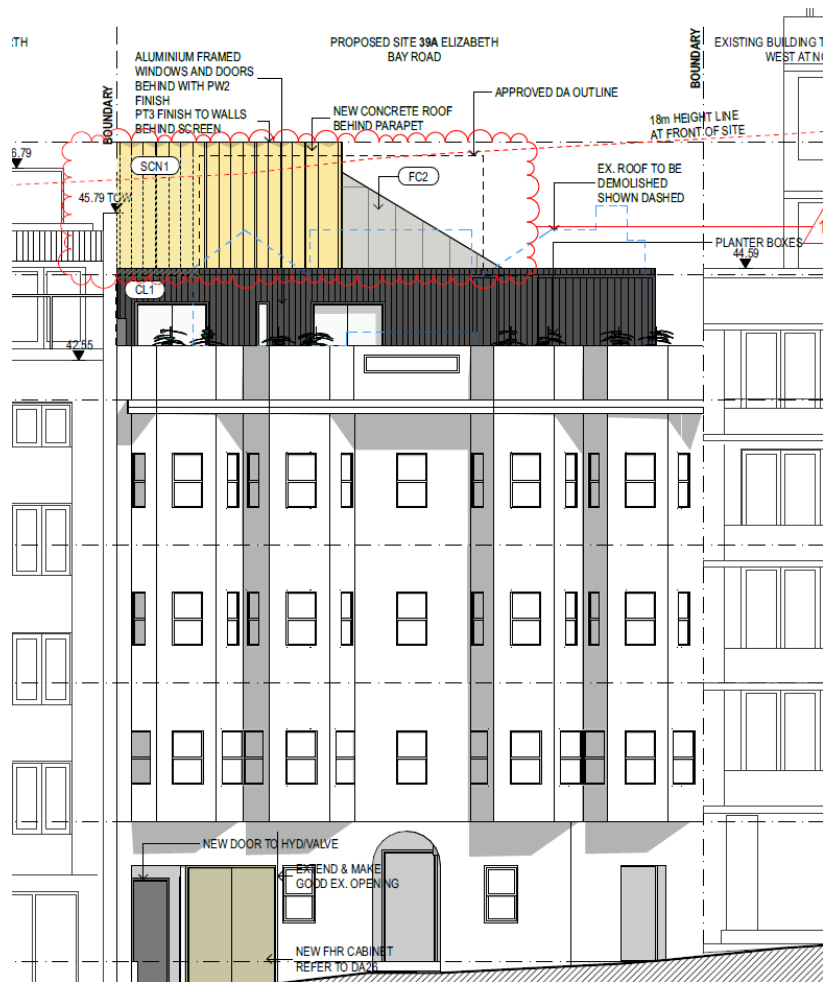 RTH
PROPOSED SITE 39A ELIZABETH
BAY ROAD
BOUNDARY
EXISTING BUILDING T
WEST AT NO
ALUMINIUM FRAMED
WINDOWS AND DOORS
BEHIND WITH PW2
FINISH
PT3 FINISH TO WALLS
BEHIND SCREEN
BOUNDARY
NEW CONCRETE ROOF
BEHIND PARAPET
APPROVED DA OUTLINE
18m HEIGHT LINE
AT FRONT OF SITE
6.79
SCN1
FC2
EX. ROOF TO BE
DEMOLISHED
SHOWN DASHED
45.79 TOW
1
PLANTER BOXES
44.59
CL1
42.55
NEW DOOR TO HYD/VALVE
EXTEND & MAKE
GOOD EX. OPENING
NEW FHR CABINET
REFER TO DA26